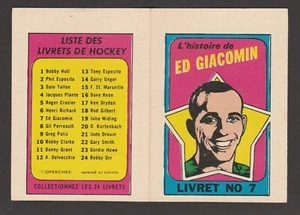 LISTE DES
LIVRETS DE HOCKEY
1 Bobby Hull
2 Phil Esposito
3 Dale Tallon
4 Jacques Plante
5 Roger Crozier
6 Henri Richard
7 Ed Giacomin
8 Gil Perreault
9 Greg Polis
10 Bobby Clarke
11 Danny Grant
12 A. Delvecchio
13 Tony Esposito
14 Garry Unger
15 F. St. Marseille
16 Dave Keon
17 Ken Dryden
18 Rod Gilbert
19 Juha Widing
20 O. Kurtenbach
21 Jude Drouin
22 Gary Smith
23 Gordie Howe
24 Bobby Orr
©OPEECHEE
IMPRIMÉ AU CANADA
COLLECTIONNEZ LES 24 LIVRETS
L'histoire de
ED GIACOMIN
LIVRET NO 7